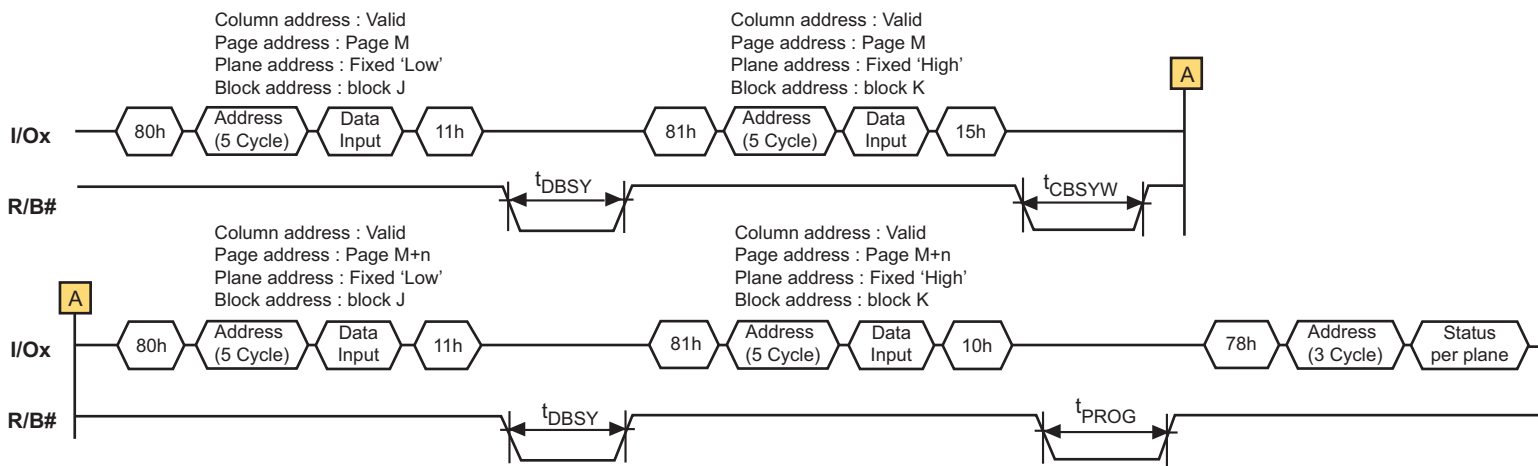 Column address : Valid
Page address : Page M
Plane address : Fixed ‘Low’
Block address : block J
Column address : Valid
Page address : Page M
Plane address : Fixed ‘High’
Block address : block K
A
I/Ox
80h
Address
(5 Cycle)
Data
Input
11h
81h
Address
(5 Cycle)
Data
Input
15h
R/B#
tDBSY
tCBSYW
Column address : Valid
Page address : Page M+n
Plane address : Fixed ‘Low’
Block address : block J
Column address : Valid
Page address : Page M+n
Plane address : Fixed ‘High’
Block address : block K
A
I/Ox
80h
Address
(5 Cycle)
Data
Input
11h
81h
Address
(5 Cycle)
Data
Input
10h
78h
Address
(3 Cycle)
Status
per plane
R/B#
tDBSY
tPROG